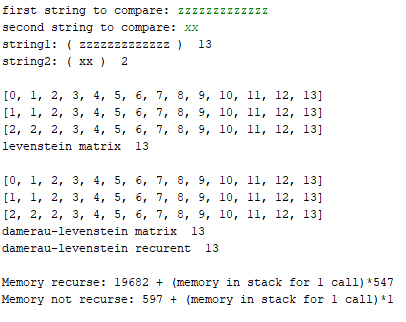 first string to compare: zzzzzzzzzzzzz
second string to compare: xx
string1: ( zzzzzzzzzzzzz )  13
string2: ( xx )  2
[0, 1, 2, 3, 4, 5, 6, 7, 8, 9, 10, 11, 12, 13]
[1, 1, 2, 3, 4, 5, 6, 7, 8, 9, 10, 11, 12, 13]
[2, 2, 2, 3, 4, 5, 6, 7, 8, 9, 10, 11, 12, 13]
levenstein matrix  13
[0, 1, 2, 3, 4, 5, 6, 7, 8, 9, 10, 11, 12, 13]
[1, 1, 2, 3, 4, 5, 6, 7, 8, 9, 10, 11, 12, 13]
[2, 2, 2, 3, 4, 5, 6, 7, 8, 9, 10, 11, 12, 13]
damerau-levenstein matrix  13
damerau-levenstein recurent  13
Memory recurse: 19682 + (memory in stack for 1 call)*547
Memory not recurse: 597 + (memory in stack for 1 call)*1